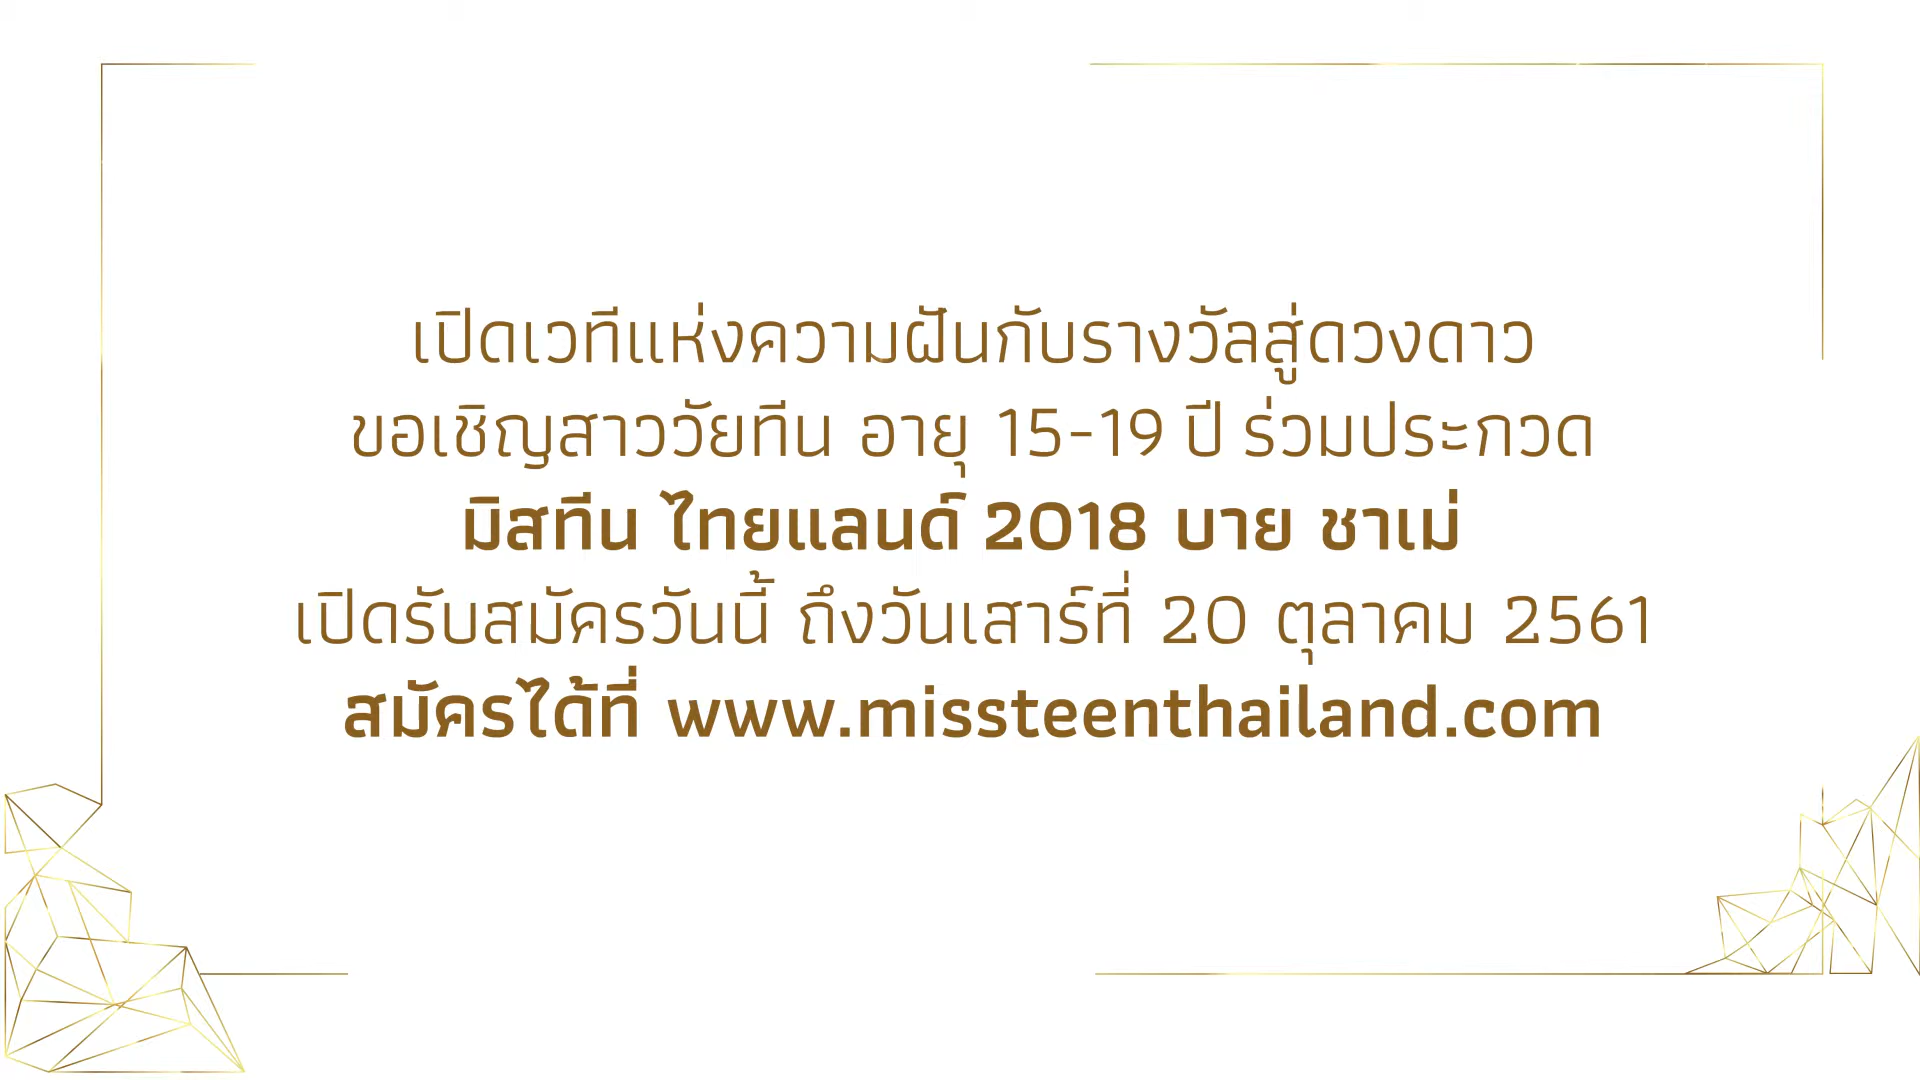 เปิดเวทีแห่งความฝันกับรางวัลสู่ดวงดาว
ขอเชิญสาววัยทีน อายุ 15-19 ปี ร่วมประกวด
มิสทีน ไทยแลนด์ 2018 บาย ชาเม่
เปิดรับสมัครวันนี้ ถึงวันเสาร์ที่ 20 ตุลาคม 2561
สมัครได้ที่ www.missteenthailand.com